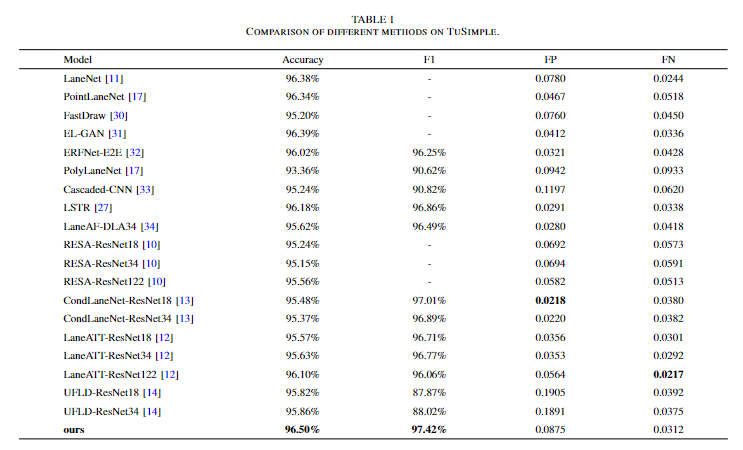 TABLE I
COMPARISON OF DIFFERENT METHODS ON TUSIMPLE.
Model Accuracy F1 FP FN
LaneNet [11] 96.38% - 0.0780 0.0244
PointLaneNet [17] 96.34% - 0.0467 0.0518
FastDraw [30] 95.20% - 0.0760 0.0450
EL-GAN [31] 96.39% - 0.0412 0.0336
ERFNet-E2E [32] 96.02% 96.25% 0.0321 0.0428
PolyLaneNet [17] 93.36% 90.62% 0.0942 0.0933
Cascaded-CNN [33] 95.24% 90.82% 0.1197 0.0620
LSTR [27] 96.18% 96.86% 0.0291 0.0338
LaneAF-DLA34 [34] 95.62% 96.49% 0.0280 0.0418
RESA-ResNet18 [10] 95.24% - 0.0692 0.0573
RESA-ResNet34 [10] 95.15% - 0.0694 0.0591
RESA-ResNet122 [10] 95.56% - 0.0582 0.0513
CondLaneNet-ResNet18 [13] 95.48% 97.01% 0.0218 0.0380
CondLaneNet-ResNet34 [13] 95.37% 96.89% 0.0220 0.0382
LaneATT-ResNet18 [12] 95.57% 96.71% 0.0356 0.0301
LaneATT-ResNet34 [12] 95.63% 96.77% 0.0353 0.0292
LaneATT-ResNet122 [12] 96.10% 96.06% 0.0564 0.0217
UFLD-ResNet18 [14] 95.82% 87.87% 0.1905 0.0392
UFLD-ResNet34 [14] 95.86% 88.02% 0.1891 0.0375
ours 96.50% 97.42% 0.0875 0.0312